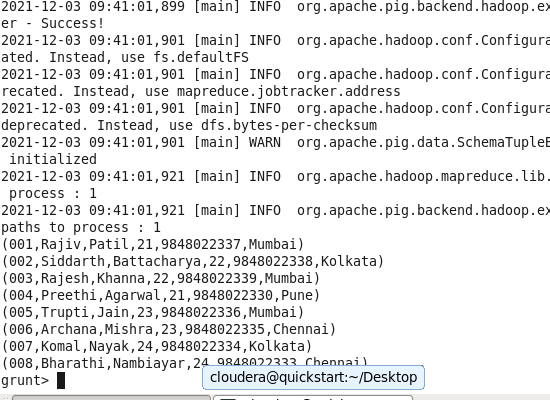 2021-12-03 09:41:01,899 [main] INFO  org.apache.pig.backend.hadoop.ex
er - Success!
2021-12-03 09:41:01,901 [main] INFO  org.apache.hadoop.conf.Configura
ated. Instead, use fs.defaultFS
2021-12-03 09:41:01,901 [main] INFO  org.apache.hadoop.conf.Configura
recated. Instead, use mapreduce.jobtracker.address
2021-12-03 09:41:01,901 [main] INFO  org.apache.hadoop.conf.Configura
deprecated. Instead, use dfs.bytes-per-checksum
2021-12-03 09:41:01,901 [main] WARN  org.apache.pig.data.SchemaTupleB
 initialized
2021-12-03 09:41:01,921 [main] INFO  org.apache.hadoop.mapreduce.lib.
 process : 1
2021-12-03 09:41:01,921 [main] INFO  org.apache.pig.backend.hadoop.ex
paths to process : 1
(001,Rajiv,Patil,21,9848022337,Mumbai)
(002,Siddarth,Battacharya,22,9848022338,Kolkata)
(003,Rajesh,Khanna,22,9848022339,Mumbai)
(004,Preethi,Agarwal,21,9848022330,Pune)
(005,Trupti,Jain,23,9848022336,Mumbai)
(006,Archana,Mishra,23,9848022335,Chennai)
(007,Komal,Nayak,24,9848022334,Kolkata)
(008,Bharathi,Nambiayar,24,9848022333,Chennai)
grunt>
cloudera@quickstart:~/Desktop